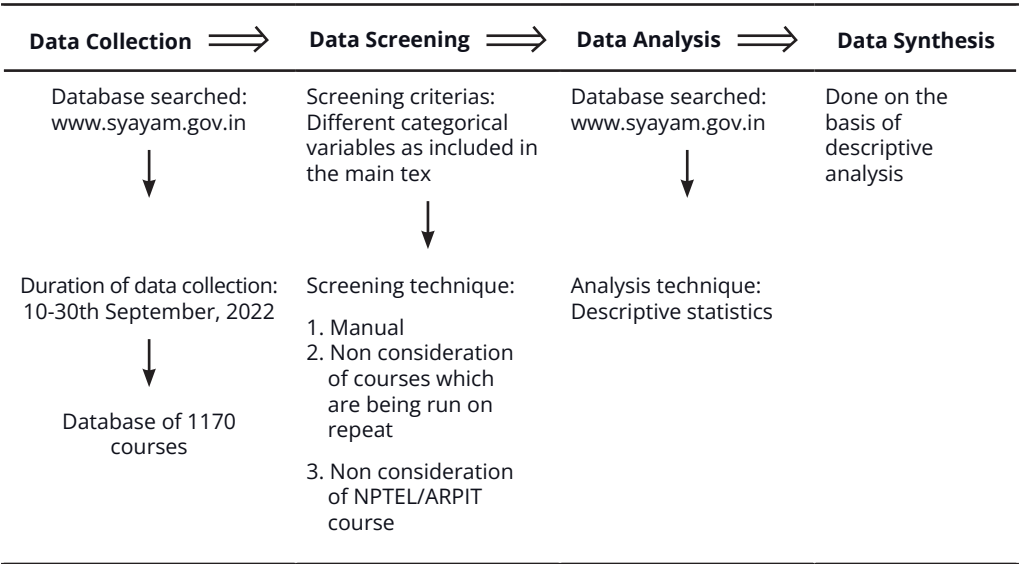 Data Collection
Data Screening
Data Analysis
Data Synthesis
Database searched:
www.syayam.gov.in
Duration of data collection:
10-30th September, 2022
Database of 1170
courses
Screening criterias:
Different categorical
variables as included in
the main tex
Screening technique:
1. Manual
2. Non consideration
of courses which
are being run on
repeat
3. Non consideration
of NPTEL/ARPIT
course
Database searched:
www.syayam.gov.in
Analysis technique:
Descriptive statistics
Done on the
basis of
descriptive
analysis